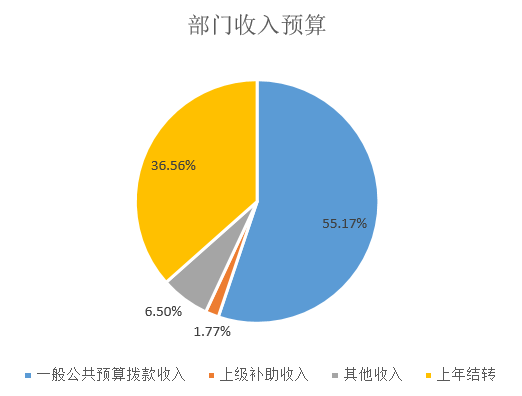 部门收入预算
36.56%
55.17%
6.50%
1.77%
一般公共预算拨款收入 上级补助收入 其他收入 上年结转